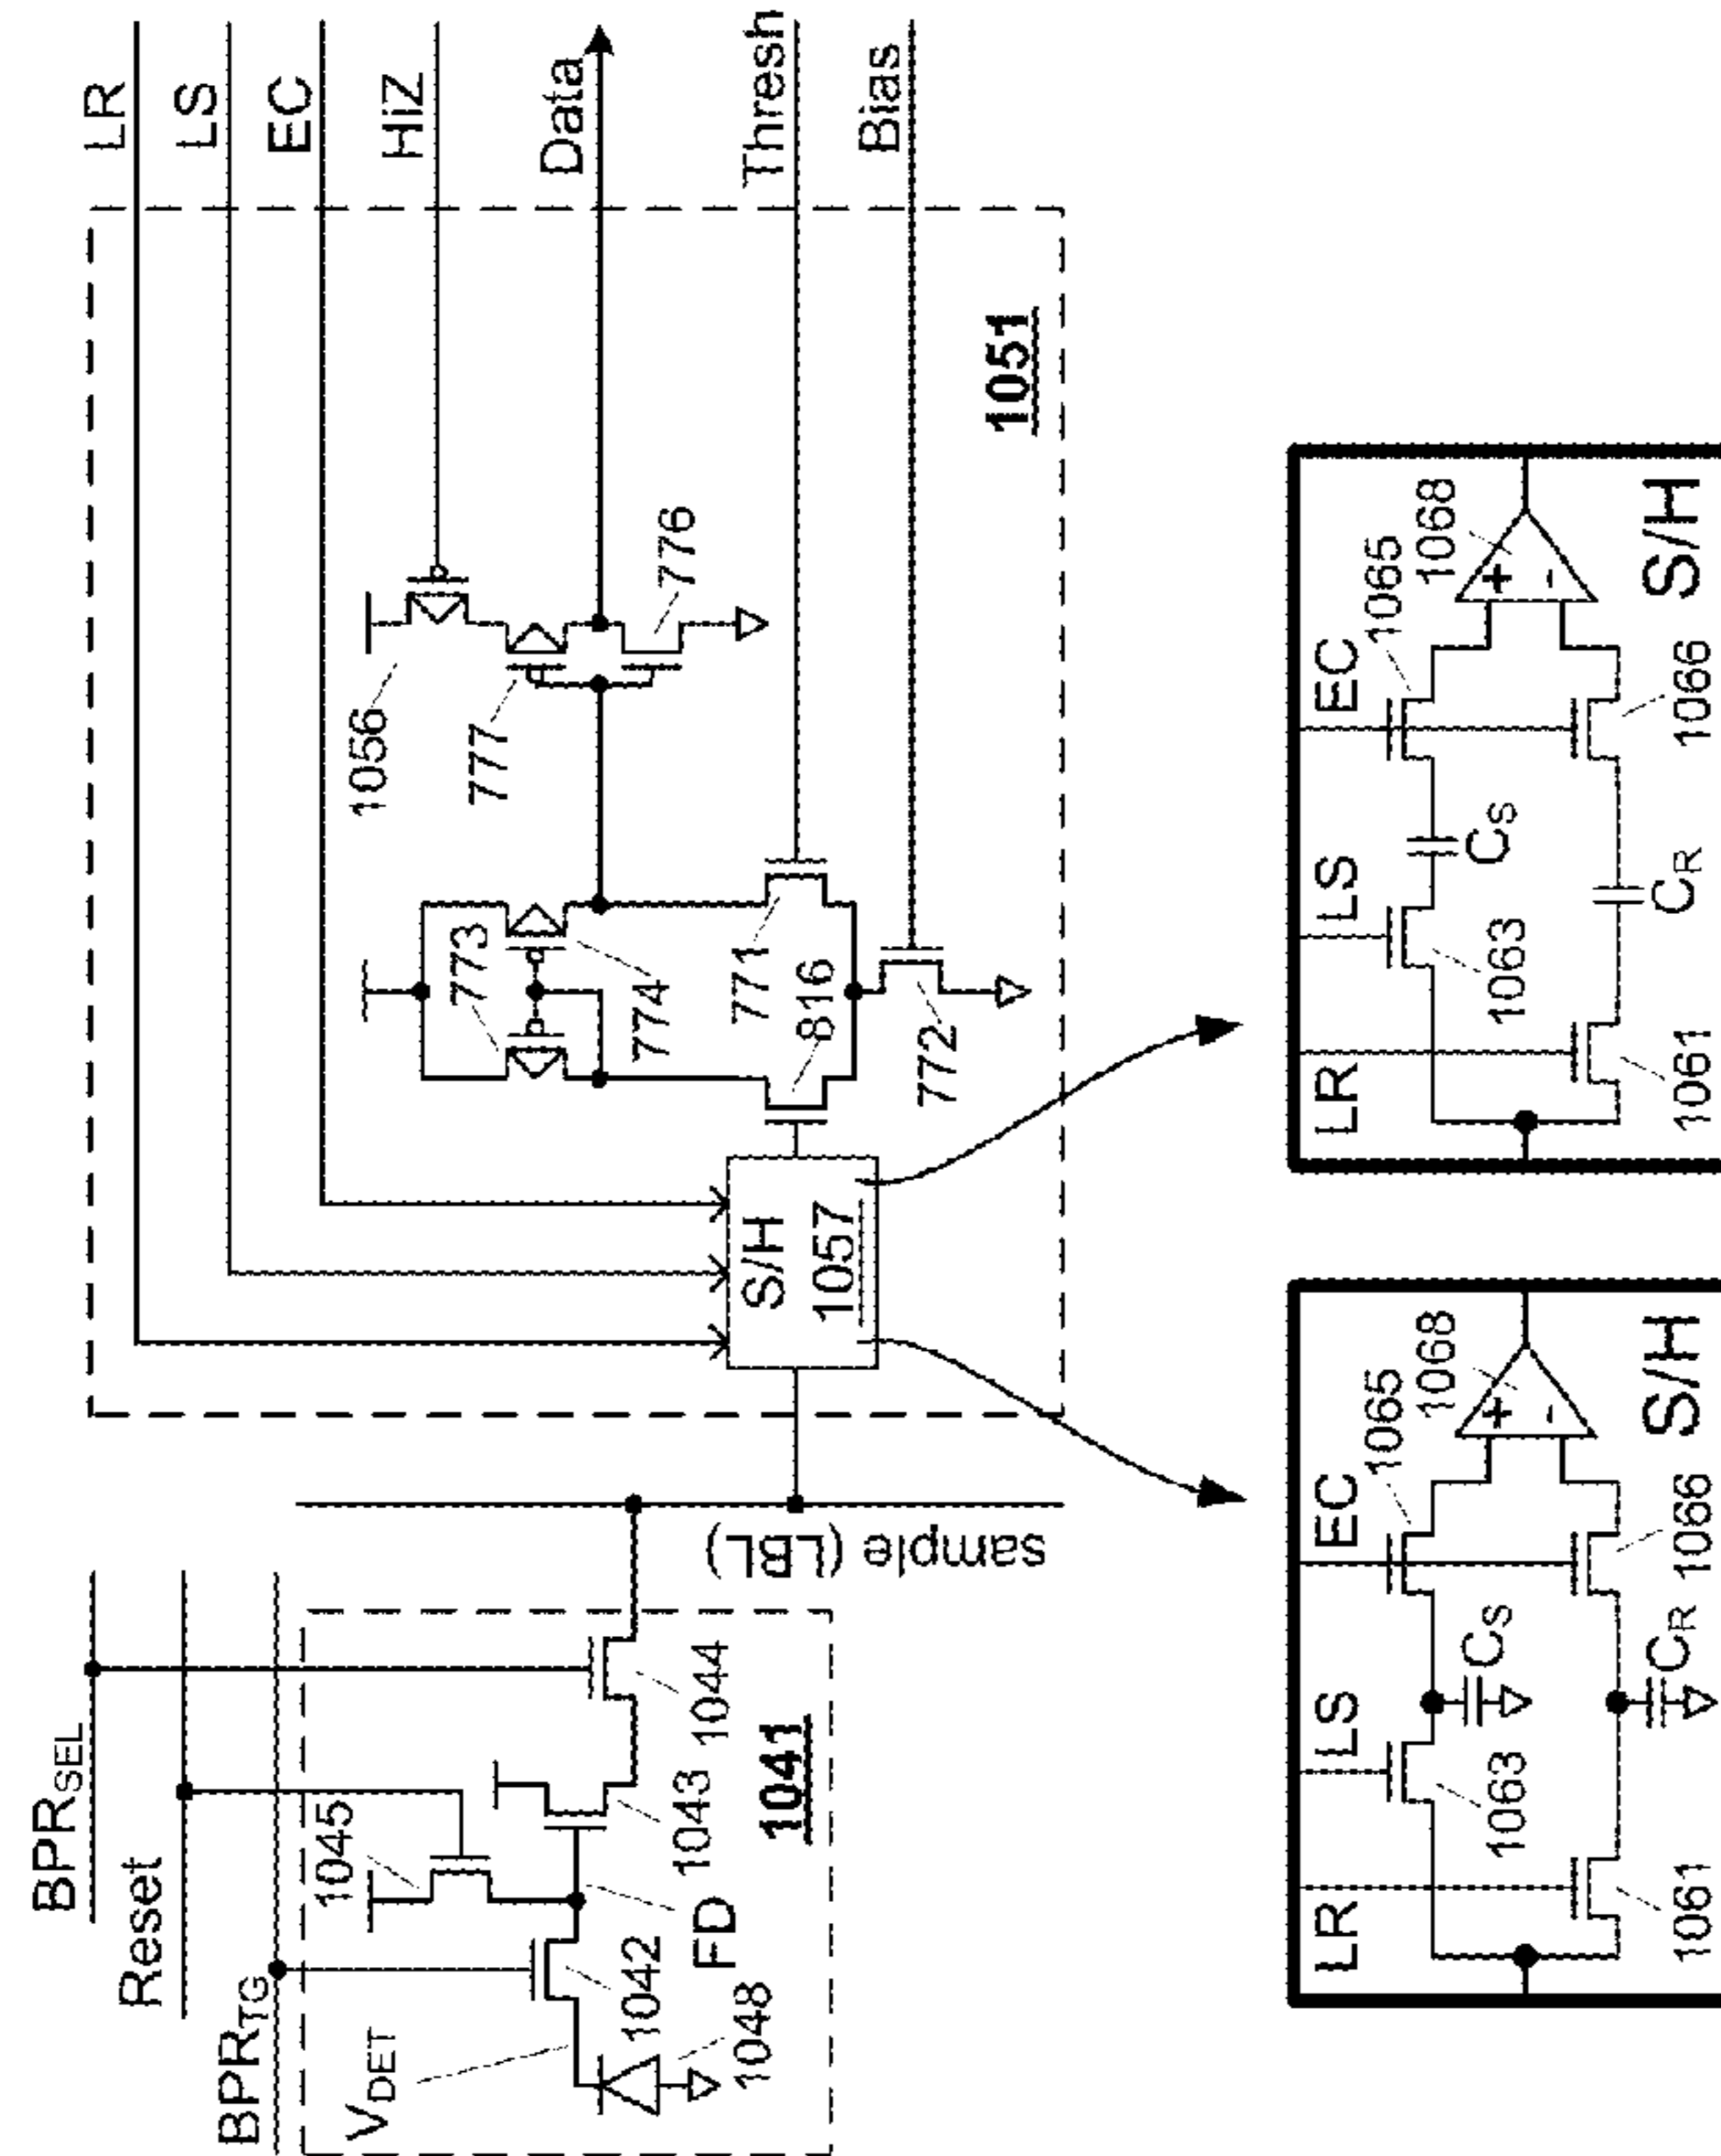 BPR_SEL
Reset
BPR_TG
V_DET
1045
1042
1048
FD
1043
1044
1041
sample (LBL)
LR
LS
EC
HiZ
Data
Thresh
Bias
1056
777
776
773
774
771
816
772
S/H
1057
1051
LR
LS
EC
1065
1068
+
-
C_S
1063
C_R
1061
1066
S/H
LR
LS
EC
1065
1068
+
-
C_S
1063
C_R
1061
1066
S/H